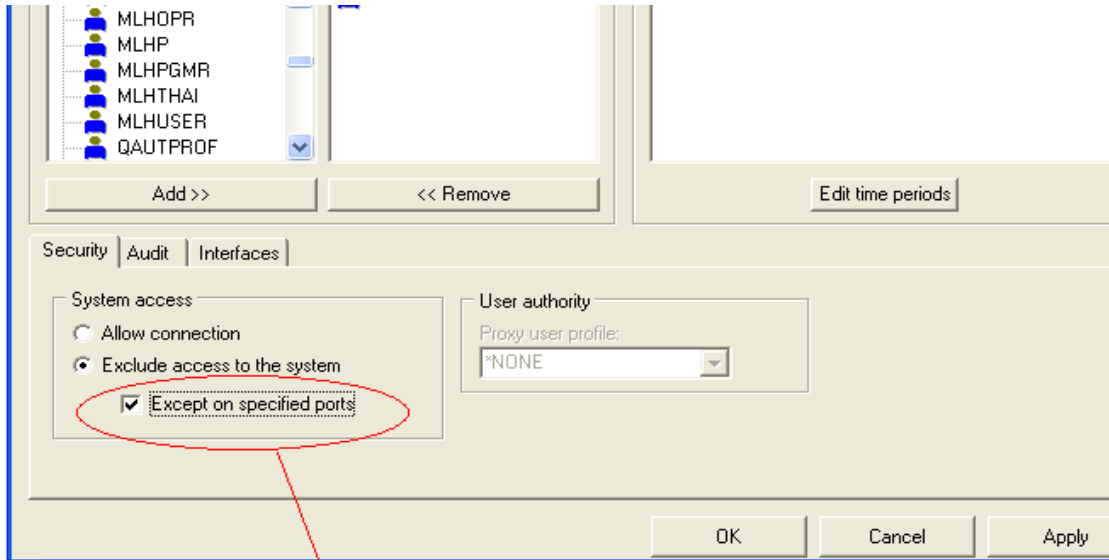 MLHOPR
MLHP
MLHPGMR
MLHTHAI
MLHUSER
QAUTPROF
Add >>
<< Remove
Edit time periods
Security
Audit
Interfaces
System access
Allow connection
Exclude access to the system
Except on specified ports
User authority
Proxy user profile:
*NONE
OK
Cancel
Apply